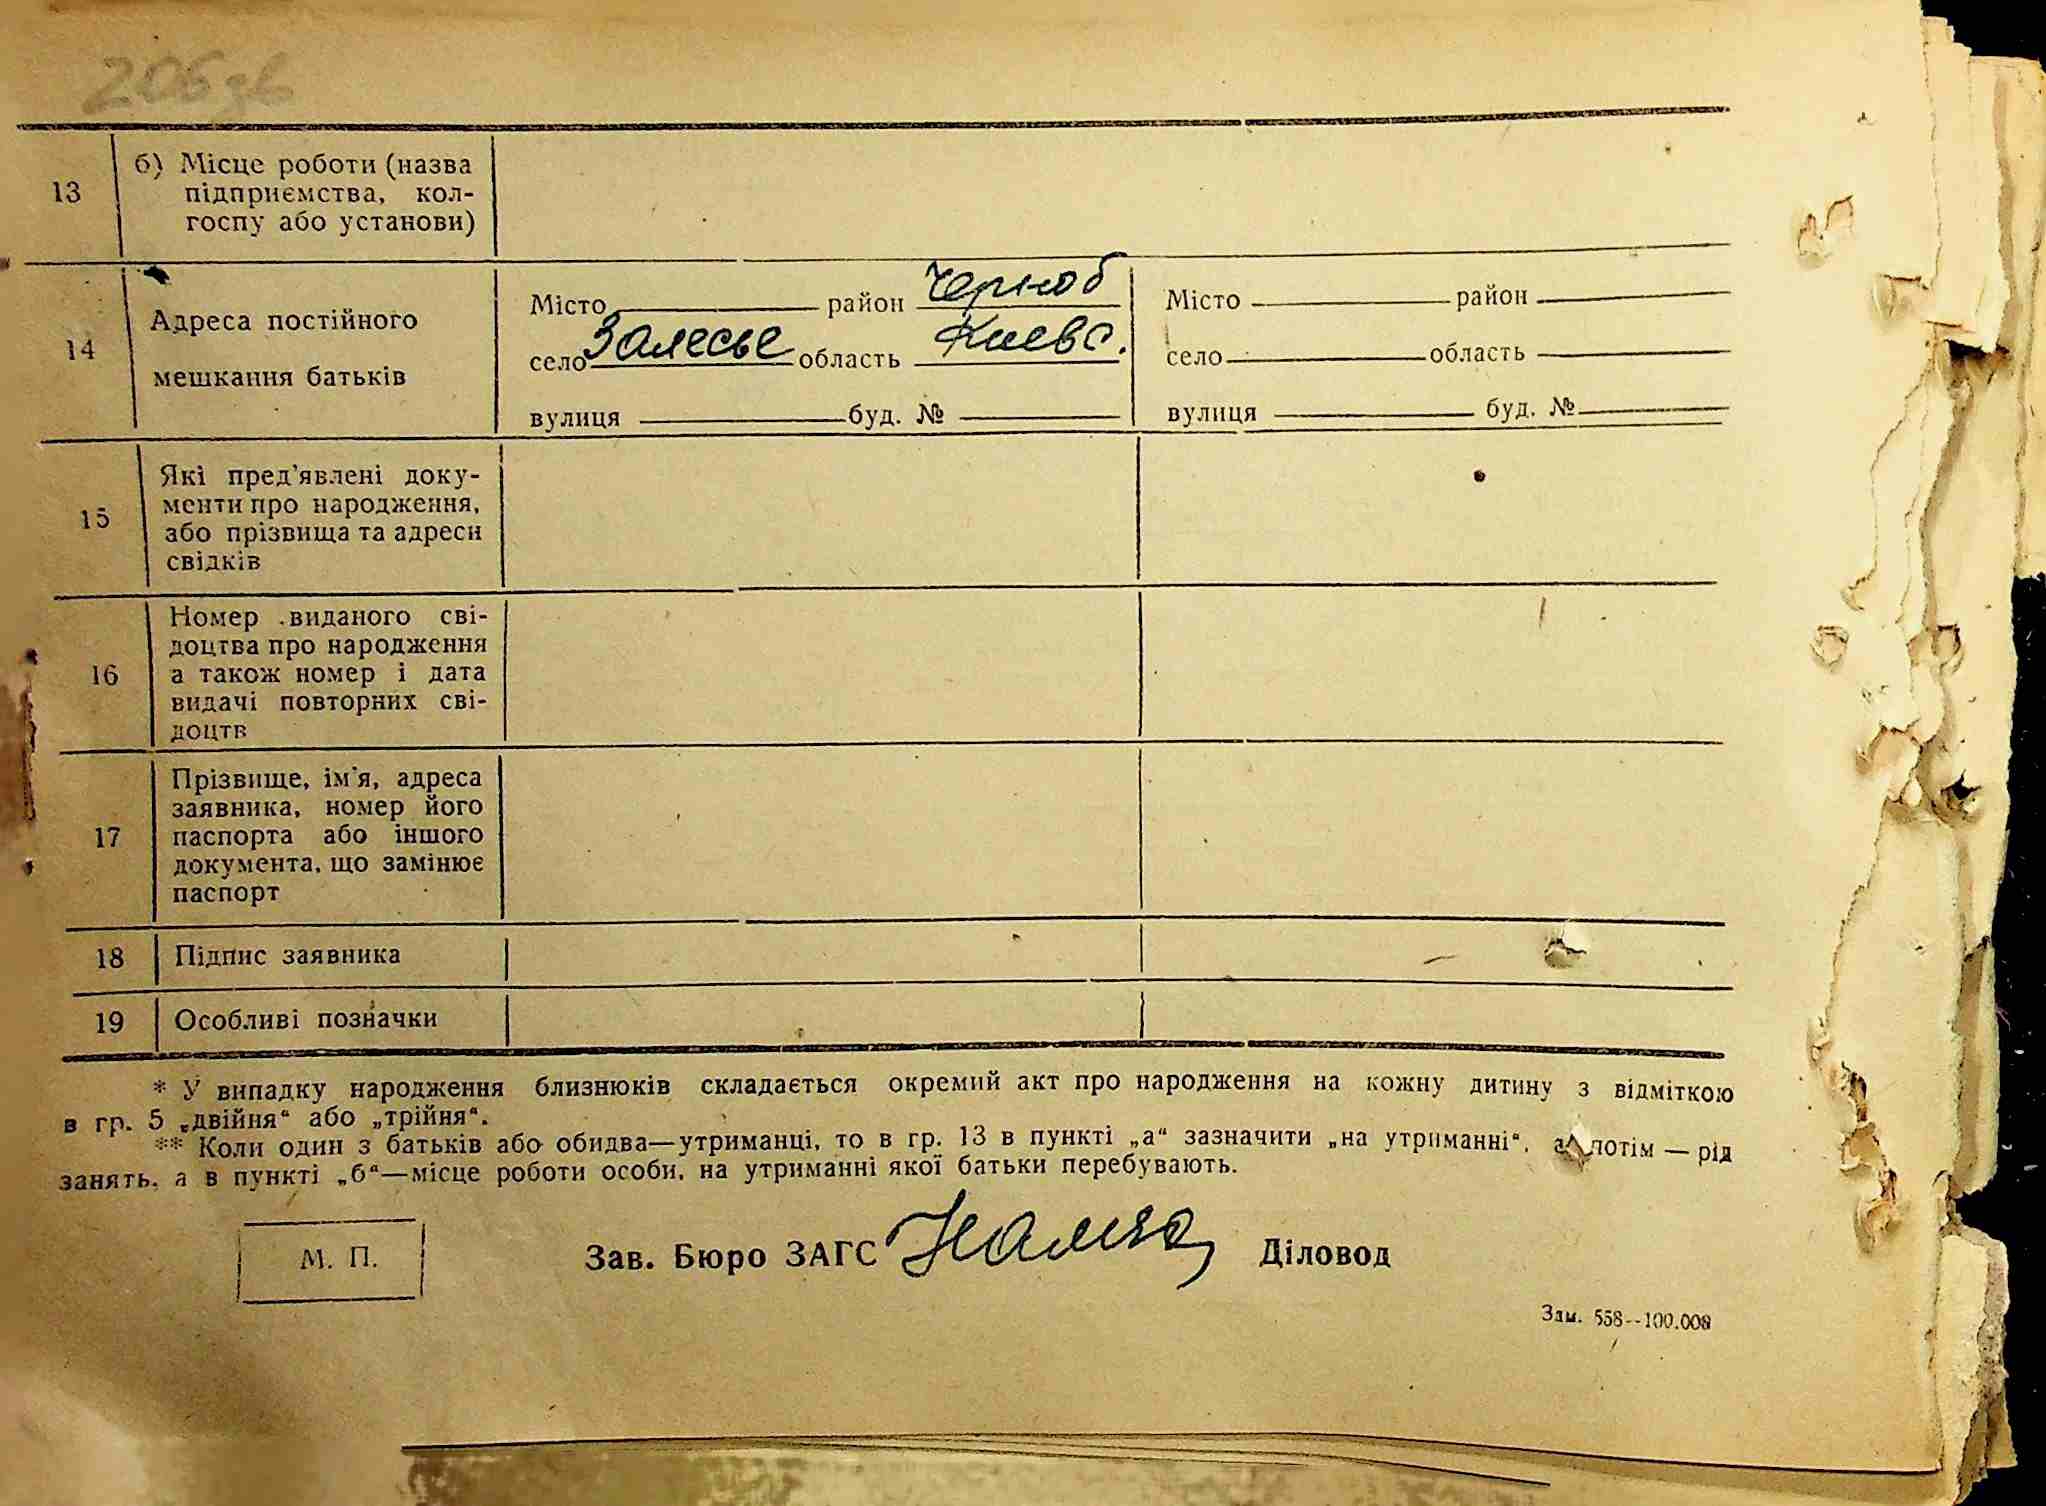 206 зв
13
б) Місце роботи (назва
підприємства, кол-
госпу або установи)
14
Адреса постійного
мешкання батьків
Місто район Черноб
село Залесье область Киевс.
вулиця буд. №
Місто район
село область
вулиця буд. №
15
Які пред'явлені доку-
менти про народження,
або прізвища та адреси
свідків
16
Номер виданого сві-
доцтва про народження
а також номер і дата
видачі повторних сві-
доцтв
17
Прізвище, ім'я, адреса
заявника, номер його
паспорта або іншого
документа, що замінює
паспорт
18 Підпис заявника
19 Особливі позначки
* У випадку народження близнюків складається окремий акт про народження на кожну дитину з відміткою
в гр. 5 „двійня“ або „трійня“.
** Коли один з батьків або обидва—утриманці, то в гр. 13 в пункті „а“ зазначити „на утриманні“, а потім — рід
занять, а в пункті „б“—місце роботи особи, на утриманні якої батьки перебувають.
М. П.
Зав. Бюро ЗАГС Діловод
Зам. 558--100.000